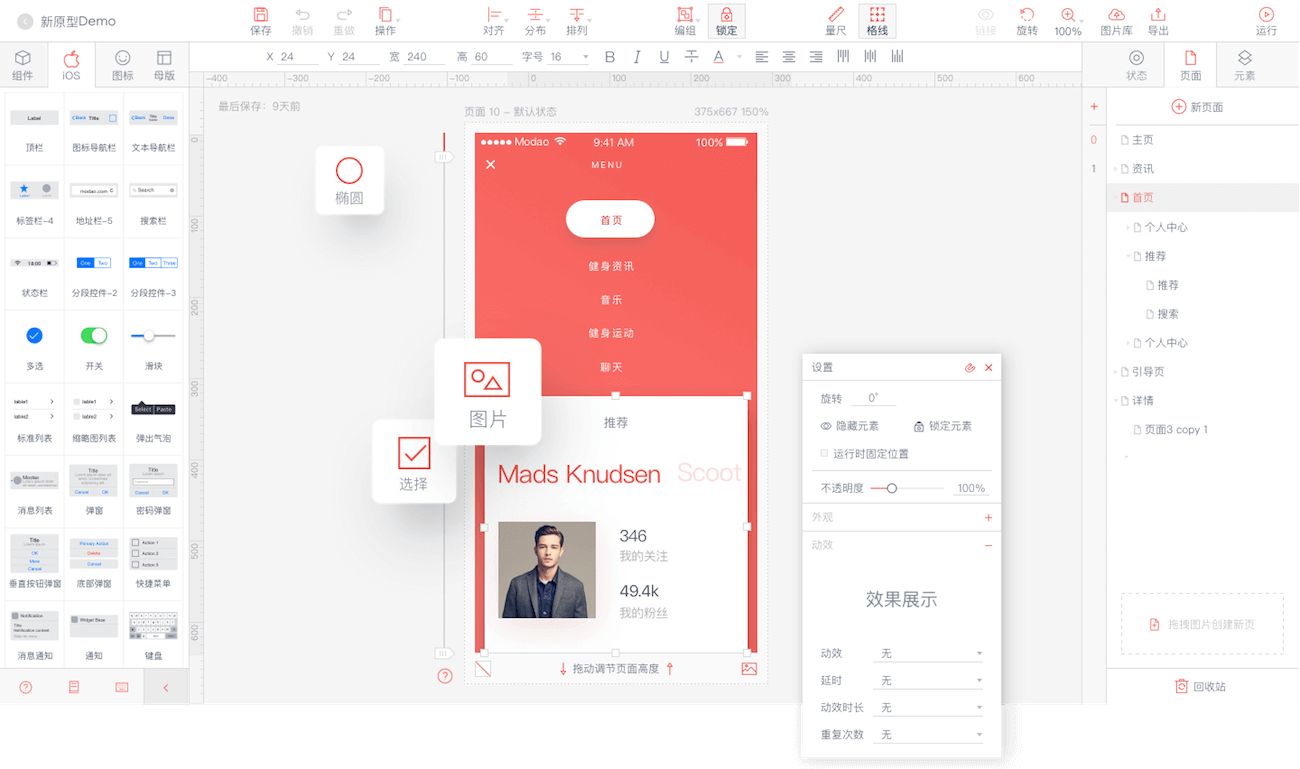 新原型Demo
保存 撤销 重做 操作 对齐 分布 排列 编组 锁定 量尺 格线 链接 旋转 100% 图片库 导出 运行
组件 iOS 图标 母版
X 24 Y 24 宽 240 高 60 字号 16 B I U A
状态 页面 元素
-400 -300 -200 -100 0 100 200 300 400 500 600
0 100 200 300 400 500 600
Label Back Title Title Done
顶栏 图标导航栏 文本导航栏
modao.com Search
标签栏-4 地址栏-5 搜索栏
18:00 One Two One Two Three
状态栏 分段控件-2 分段控件-3
多选 开关 滑块
table1 table1
table2 table2
Select Paste
标准列表 缩略图列表 弹出气泡
Modao Title Title
Cancel OK Cancel OK
消息列表 弹窗 密码弹窗
Title Primary Action Action 1
OK Delete Action 2
More Cancel Action 3
Cancel
垂直按钮弹窗 底部弹窗 快捷菜单
Notification Widget Base
Title
Notification content
消息通知 通知 键盘
最后保存: 9天前
页面 10 - 默认状态 375x667 150%
Modao 9:41 AM 100%
MENU
首页
健身资讯
音乐
健身运动
聊天
椭圆
图片
选择
推荐
Mads Knudsen Scoot
346
我的关注
49.4k
我的粉丝
拖动调节页面高度
设置
旋转 0°
隐藏元素 锁定元素
运行时固定位置
不透明度 100%
外观
动效
效果展示
动效 无
延时 无
动效时长 无
重复次数 无
0
1
新页面
主页
资讯
首页
个人中心
推荐
推荐
搜索
个人中心
引导页
详情
页面3 copy 1
拖拽图片创建新页
回收站